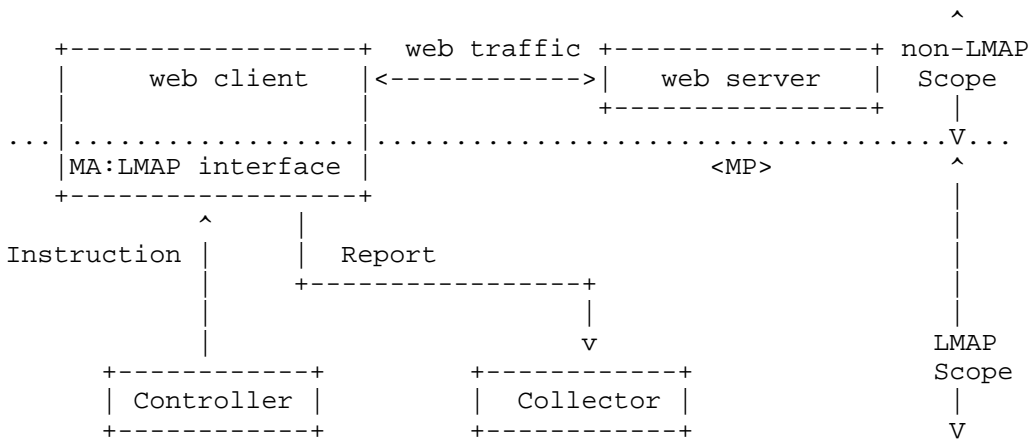 web traffic non-LMAP
web client web server Scope
MA:LMAP interface <MP>
Instruction Report
LMAP
Scope
Controller Collector